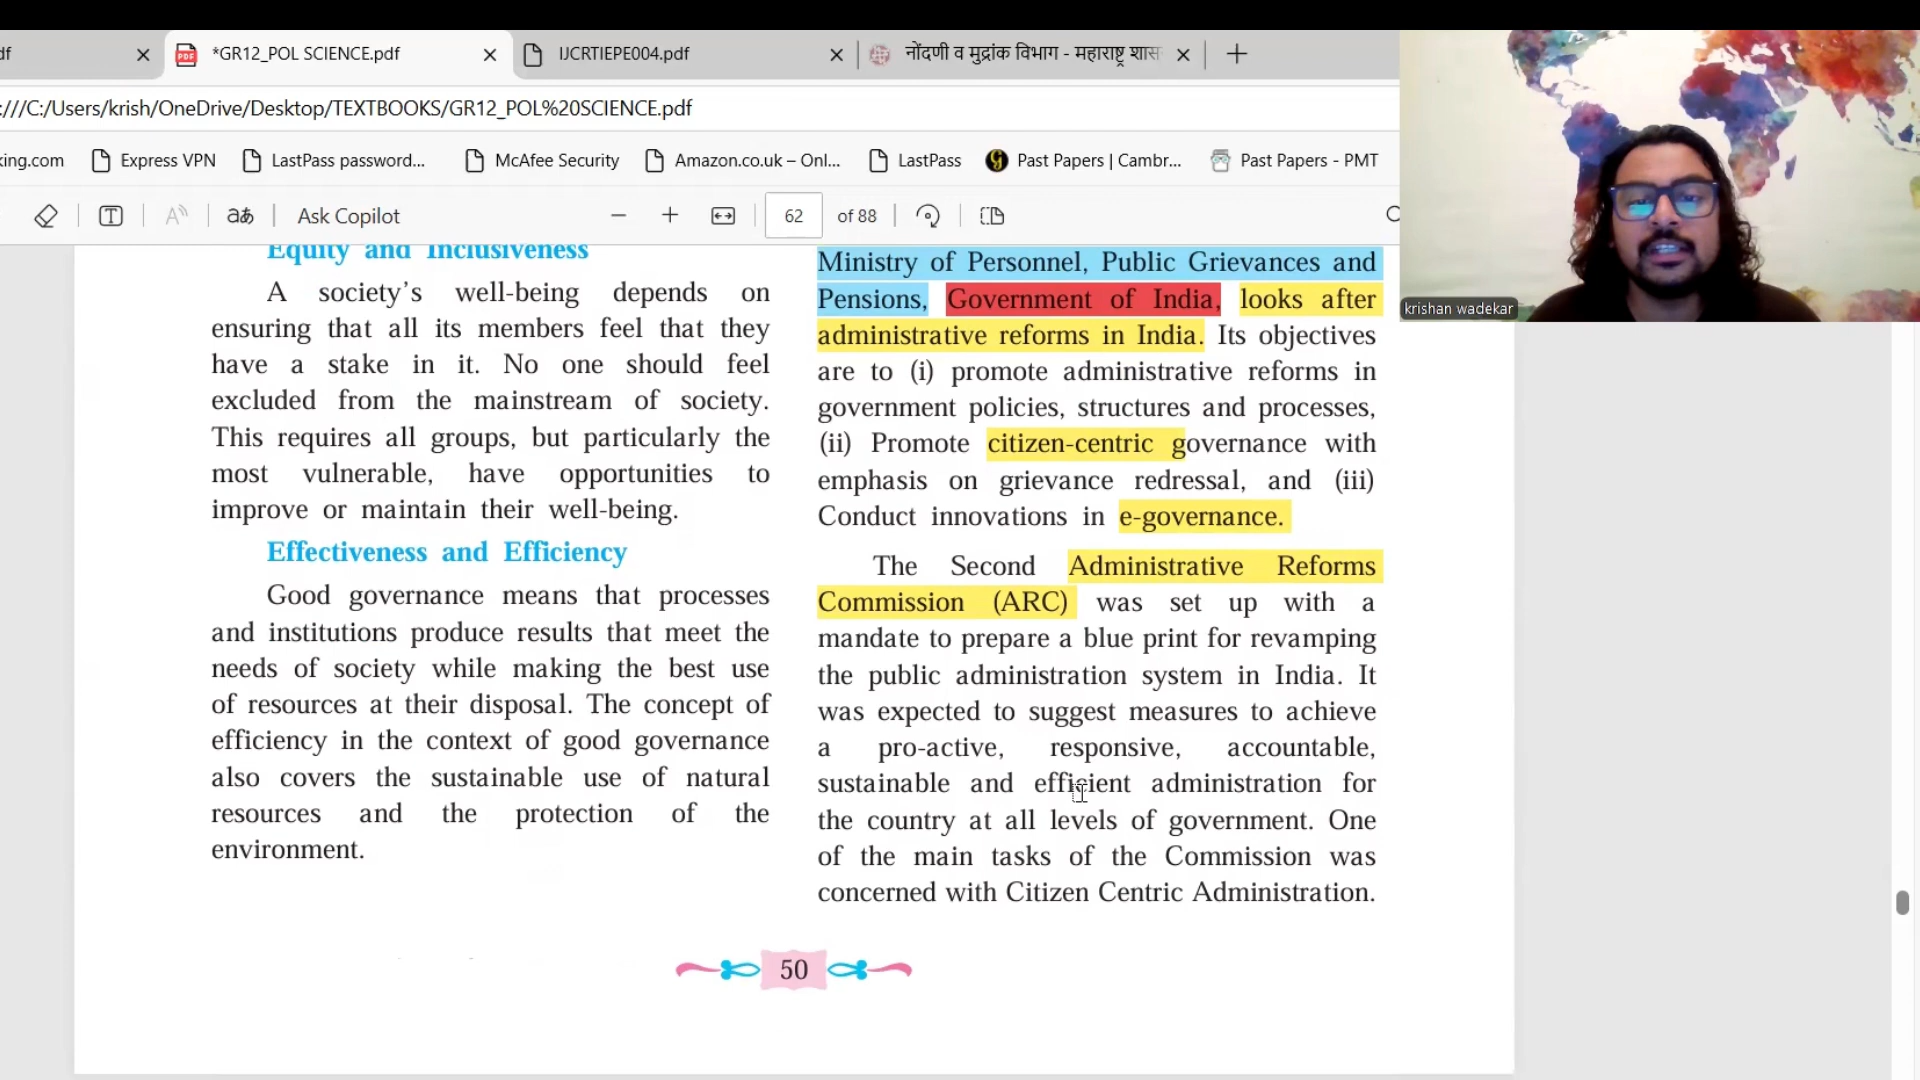 df
*GR12_POL SCIENCE.pdf
IJCRTIEPE004.pdf
नोंदणी व मुद्रांक विभाग - महाराष्ट्र शास
:///C:/Users/krish/OneDrive/Desktop/TEXTBOOKS/GR12_POL%20SCIENCE.pdf
king.com
Express VPN
LastPass password...
McAfee Security
Amazon.co.uk – Onl...
LastPass
Past Papers | Cambr...
Past Papers - PMT
Ask Copilot
62 of 88
krishan wadekar
Equity and Inclusiveness
A society's well-being depends on
ensuring that all its members feel that they
have a stake in it. No one should feel
excluded from the mainstream of society.
This requires all groups, but particularly the
most vulnerable, have opportunities to
improve or maintain their well-being.
Effectiveness and Efficiency
Good governance means that processes
and institutions produce results that meet the
needs of society while making the best use
of resources at their disposal. The concept of
efficiency in the context of good governance
also covers the sustainable use of natural
resources and the protection of the
environment.
Ministry of Personnel, Public Grievances and
Pensions, Government of India, looks after
administrative reforms in India. Its objectives
are to (i) promote administrative reforms in
government policies, structures and processes,
(ii) Promote citizen-centric governance with
emphasis on grievance redressal, and (iii)
Conduct innovations in e-governance.
The Second Administrative Reforms
Commission (ARC) was set up with a
mandate to prepare a blue print for revamping
the public administration system in India. It
was expected to suggest measures to achieve
a pro-active, responsive, accountable,
sustainable and efficient administration for
the country at all levels of government. One
of the main tasks of the Commission was
concerned with Citizen Centric Administration.
50